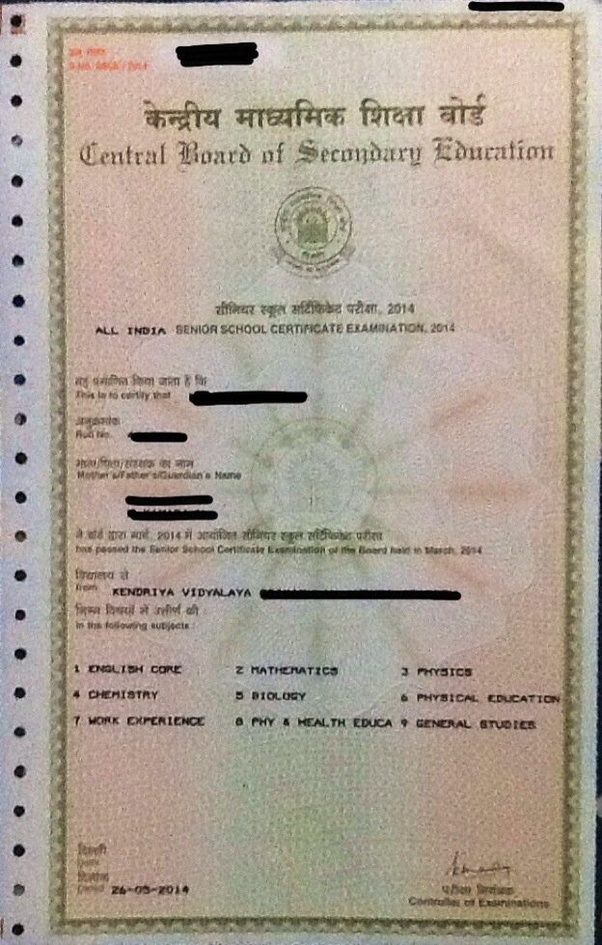 केन्द्रीय माध्यमिक शिक्षा बोर्ड
Central Board of Secondary Education
सीनियर स्कूल सर्टिफिकेट परीक्षा, 2014
ALL INDIA SENIOR SCHOOL CERTIFICATE EXAMINATION, 2014
यह प्रमाणित किया जाता है कि
This is to certify that
अनुक्रमांक
Roll No.
माता/पिता/संरक्षक का नाम
Mother's/Father's/Guardian's Name
ने बोर्ड द्वारा मार्च, 2014 में आयोजित सीनियर स्कूल सर्टिफिकेट परीक्षा
has passed the Senior School Certificate Examination of the Board held in March, 2014
विद्यालय से
from KENDRIYA VIDYALAYA
निम्न विषयों में उत्तीर्ण की :
in the following subjects :
1 ENGLISH CORE 2 MATHEMATICS 3 PHYSICS
4 CHEMISTRY 5 BIOLOGY 6 PHYSICAL EDUCATION
7 WORK EXPERIENCE 8 PHY & HEALTH EDUCA 9 GENERAL STUDIES
दिल्ली
Delhi
दिनांक
Dated 26-05-2014
परीक्षा नियंत्रक
Controller of Examinations